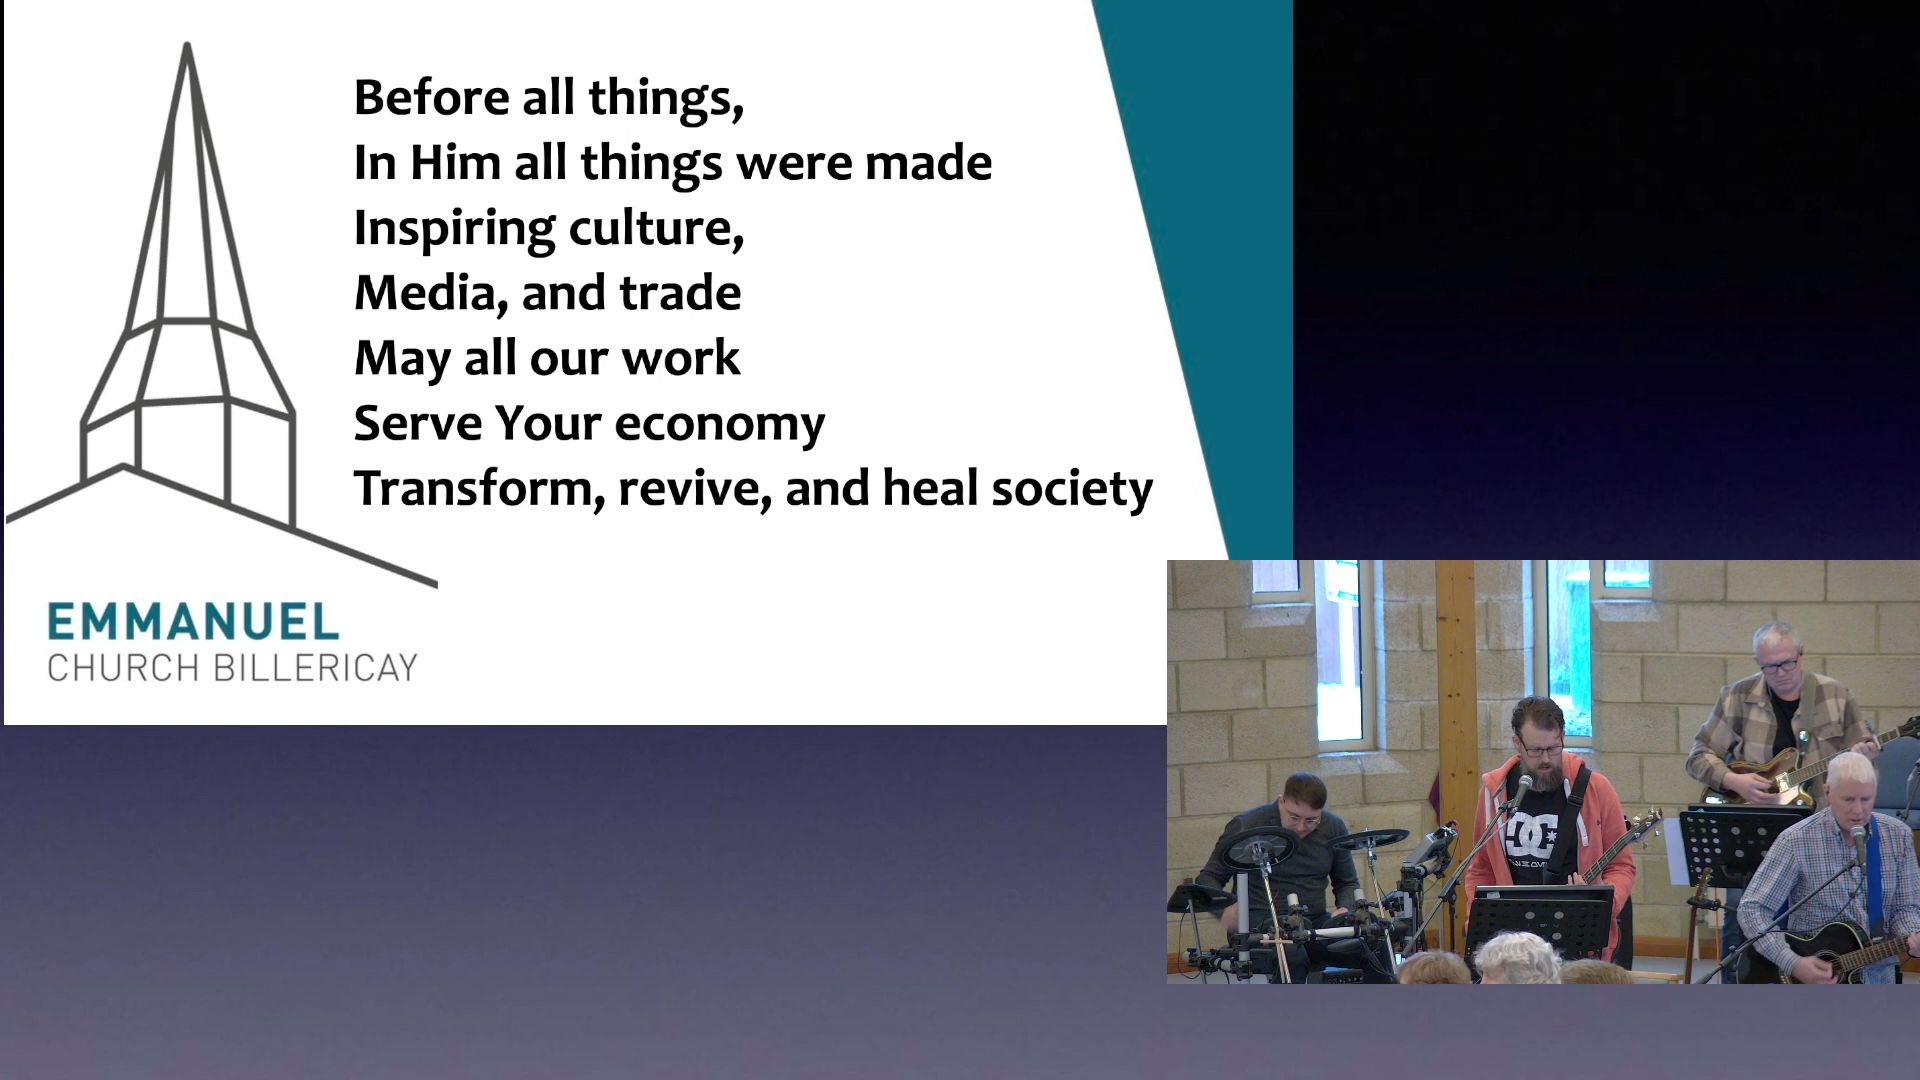 Before all things,
In Him all things were made
Inspiring culture,
Media, and trade
May all our work
Serve Your economy
Transform, revive, and heal society
EMMANUEL
CHURCH BILLERICAY
DC